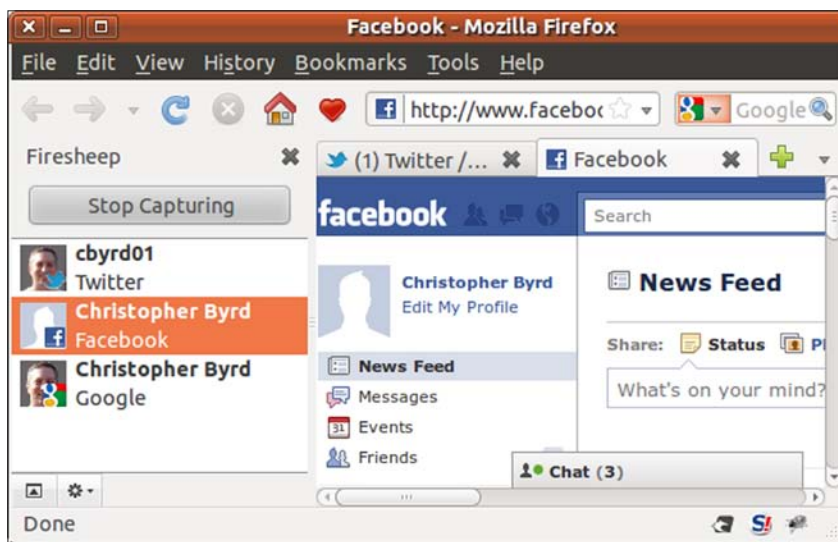 Facebook - Mozilla Firefox
File Edit View History Bookmarks Tools Help
http://www.faceboo
Google
Firesheep
(1) Twitter /...
Facebook
Stop Capturing
facebook
Search
cbyrd01
Twitter
Christopher Byrd
Facebook
Christopher Byrd
Google
Christopher Byrd
Edit My Profile
News Feed
Messages
31 Events
Friends
News Feed
Share: Status
What's on your mind?
Chat (3)
Done